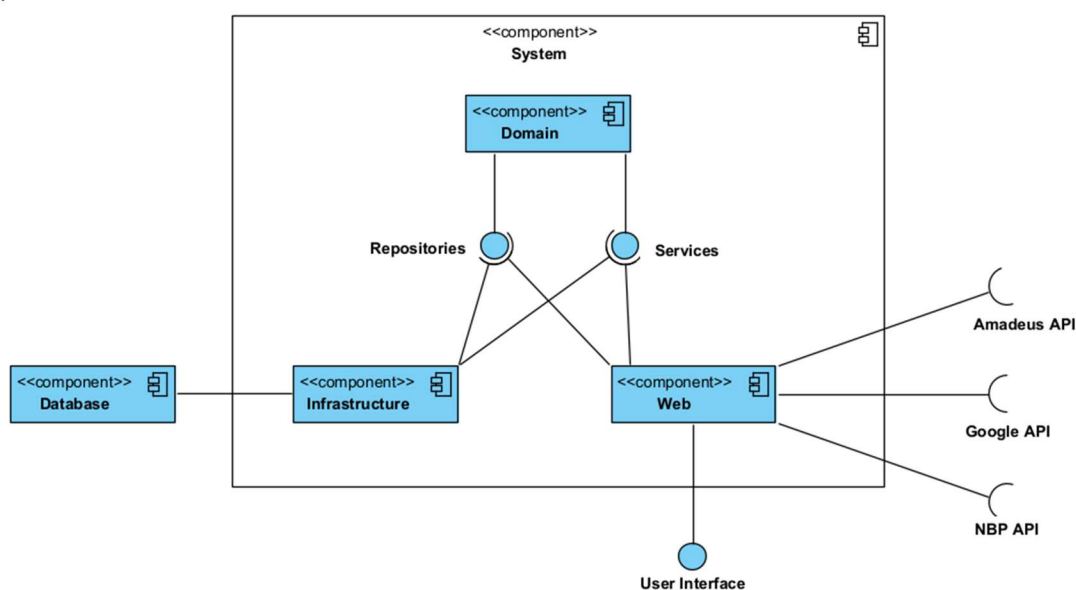 <<component>>
System
<<component>>
Domain
Repositories
Services
Amadeus API
<<component>>
Database
<<component>>
Infrastructure
<<component>>
Web
Google API
NBP API
User Interface